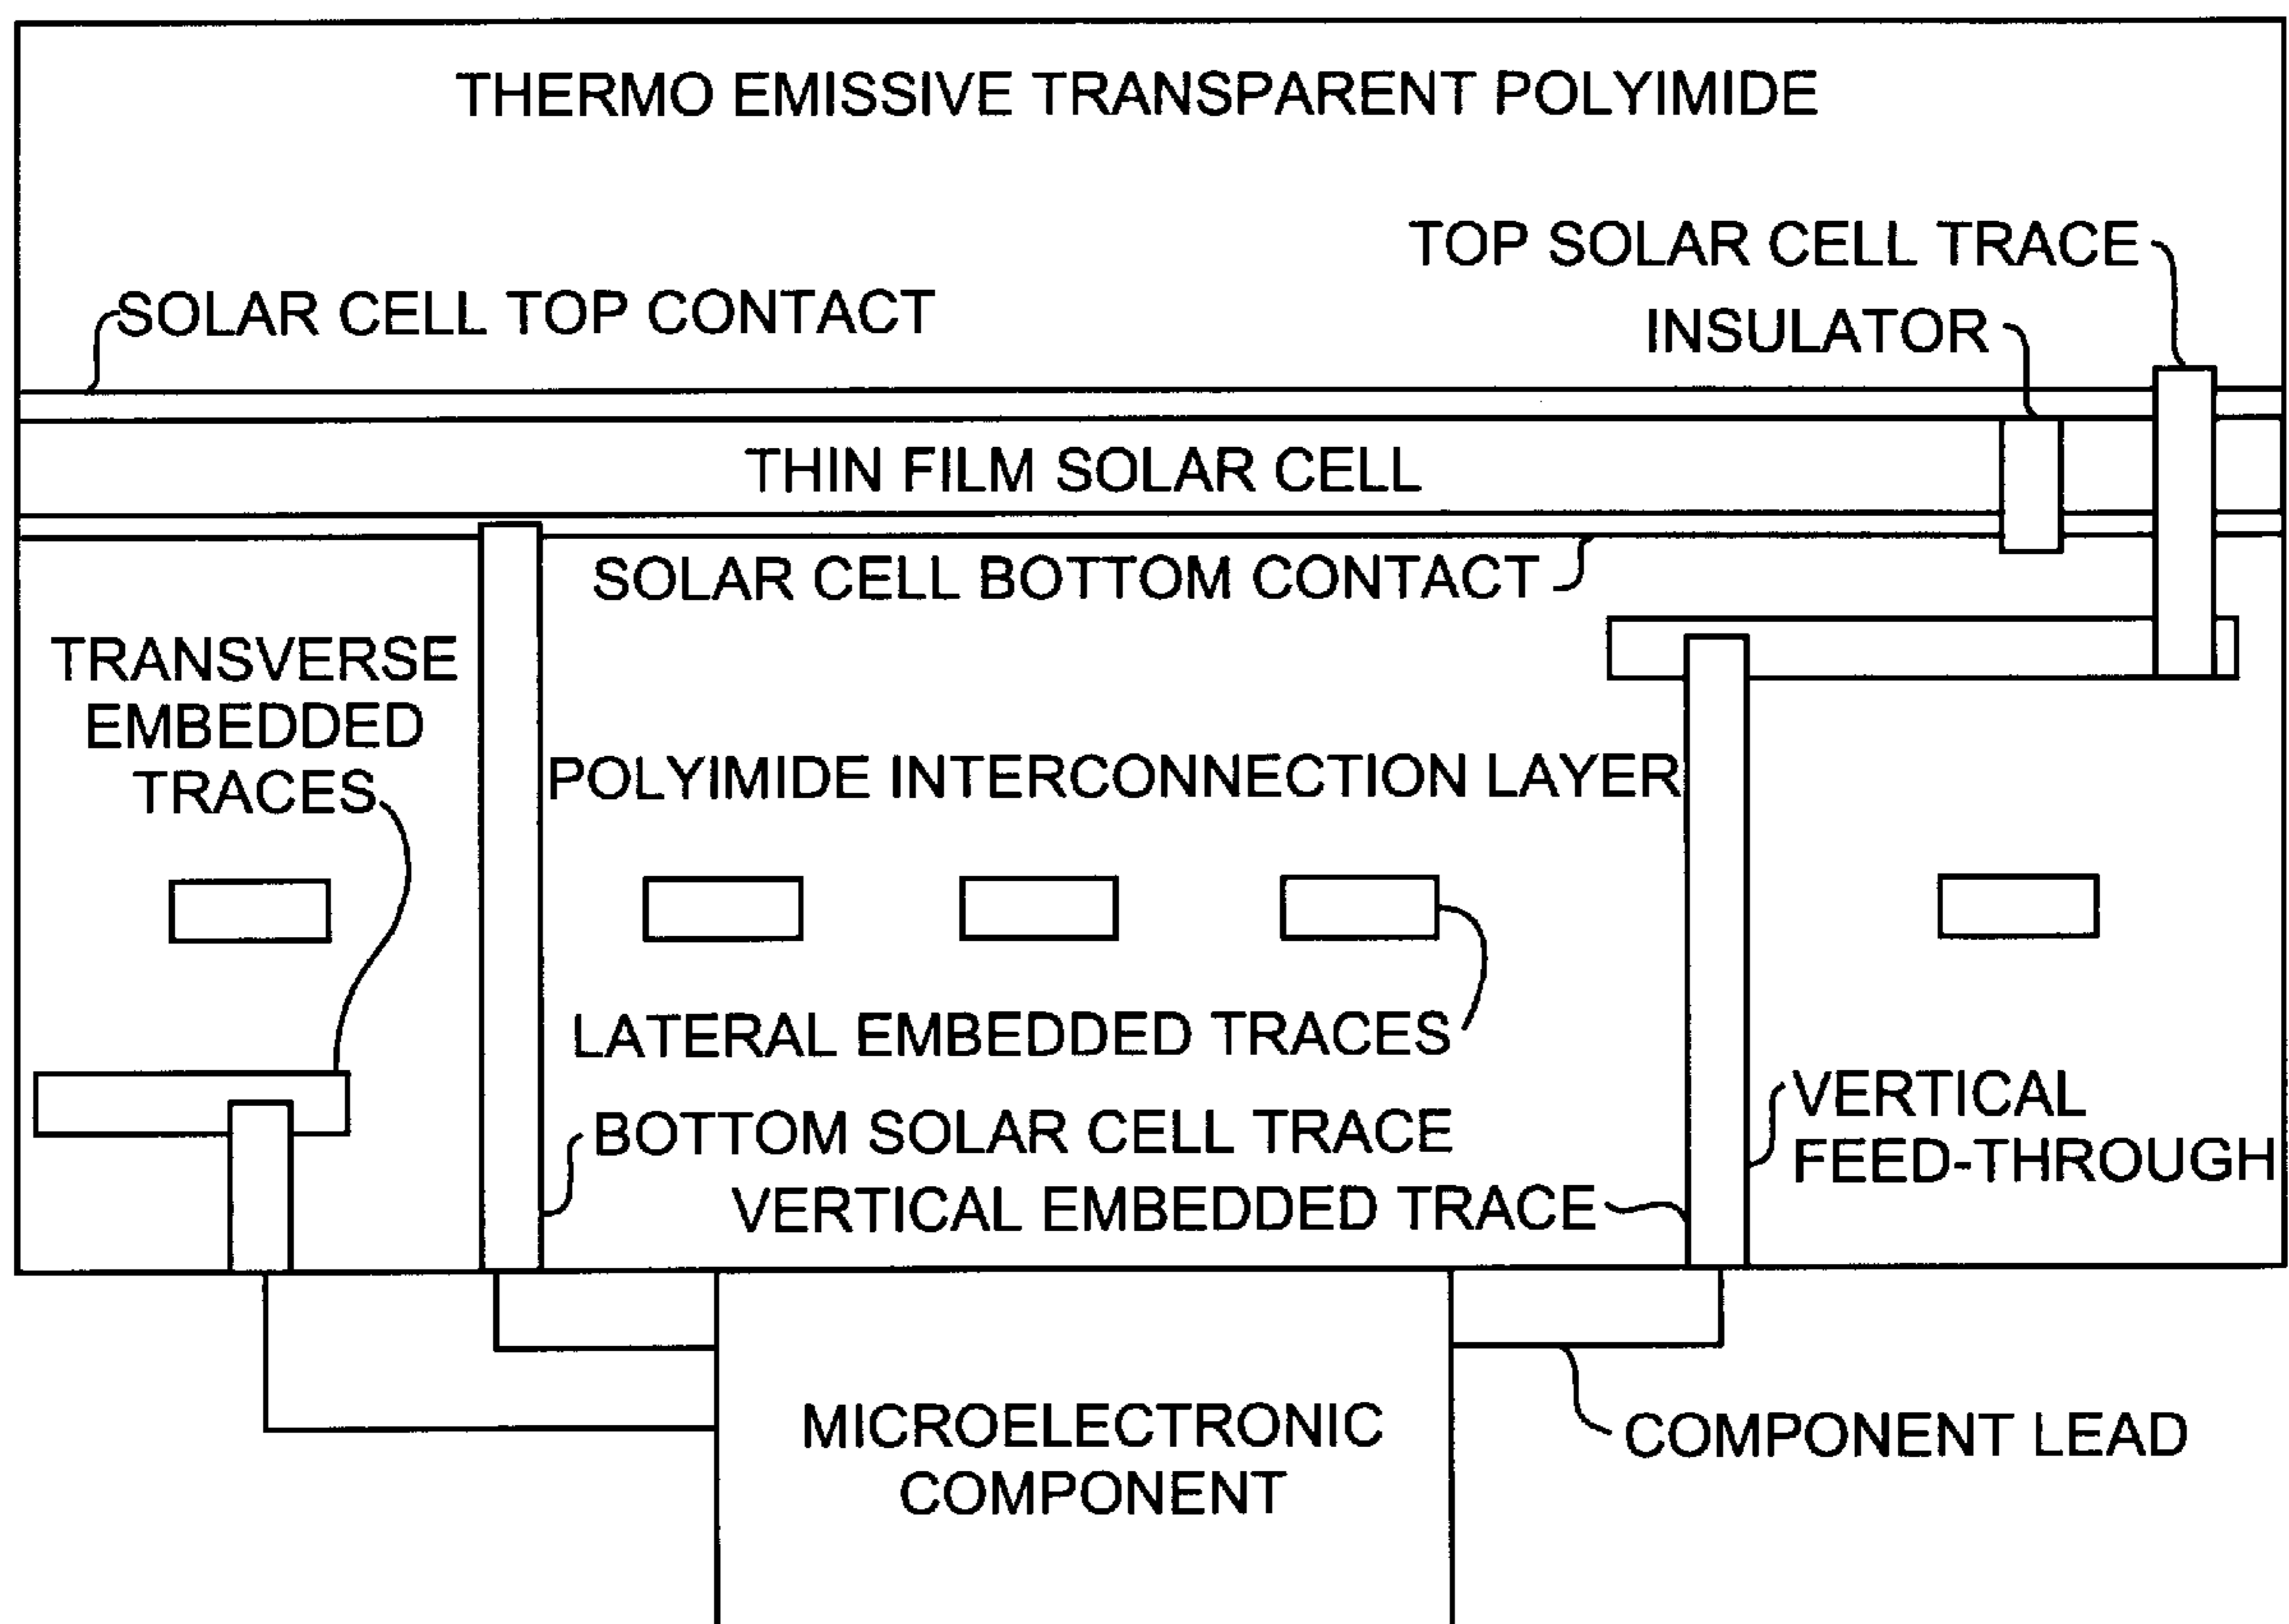 THERMO EMISSIVE TRANSPARENT POLYIMIDE
TOP SOLAR CELL TRACE
SOLAR CELL TOP CONTACT
INSULATOR
THIN FILM SOLAR CELL
SOLAR CELL BOTTOM CONTACT
TRANSVERSE
EMBEDDED
TRACES
POLYIMIDE INTERCONNECTION LAYER
LATERAL EMBEDDED TRACES
BOTTOM SOLAR CELL TRACE
VERTICAL EMBEDDED TRACE
VERTICAL
FEED-THROUGH
MICROELECTRONIC
COMPONENT
COMPONENT LEAD